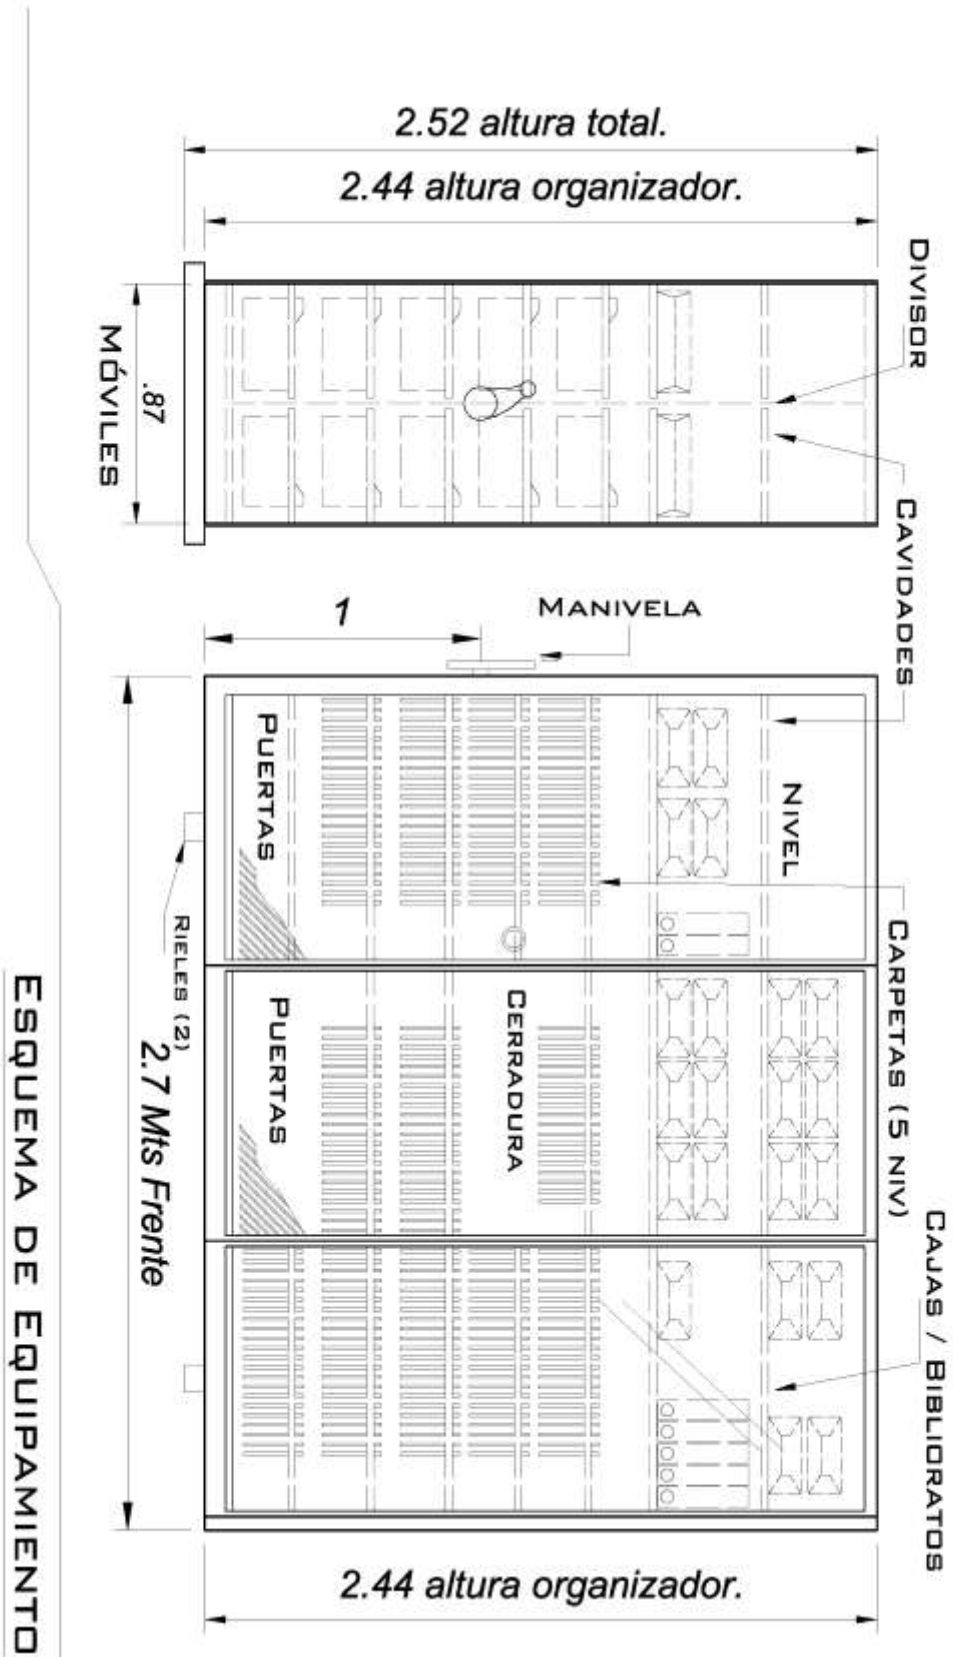 2.52 altura total.
2.44 altura organizador.
DIVISOR
CAVIDADES
.87
MÓVILES
1
MANIVELA
PUERTAS
NIVEL
CARPETAS (5 NIV)
RIELES (2)
PUERTAS
CERRADURA
2.7 Mts Frente
CAJAS / BIBLIORATOS
2.44 altura organizador.
ESQUEMA DE EQUIPAMIENTO